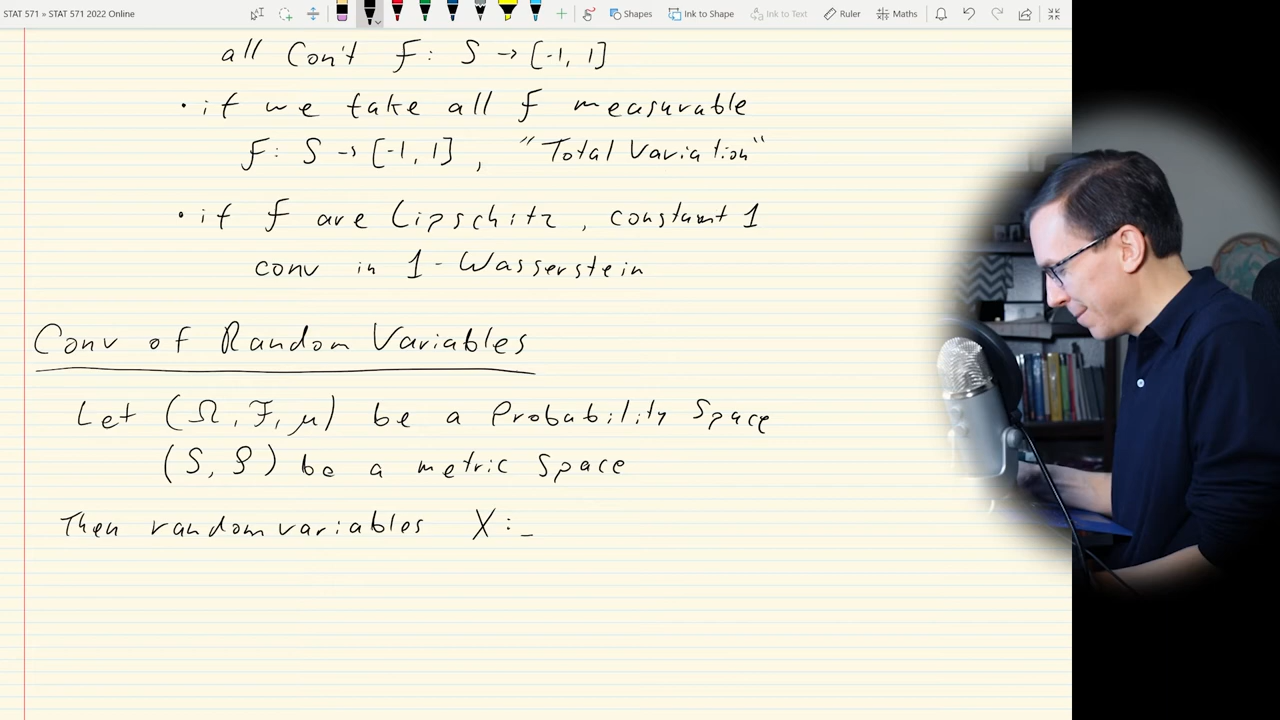 STAT 571 » STAT 571 2022 Online
Shapes Ink to Shape Ink to Text Ruler Maths
all Con't f: S → [-1, 1]
• if we take all f measurable
f: S → [-1, 1], "Total Variation"
• if f are Lipschitz, constant 1
conv in 1-Wasserstein
Conv of Random Variables
Let (Ω, F, μ) be a Probability Space
(S, ρ) be a metric Space
Then random variables X: